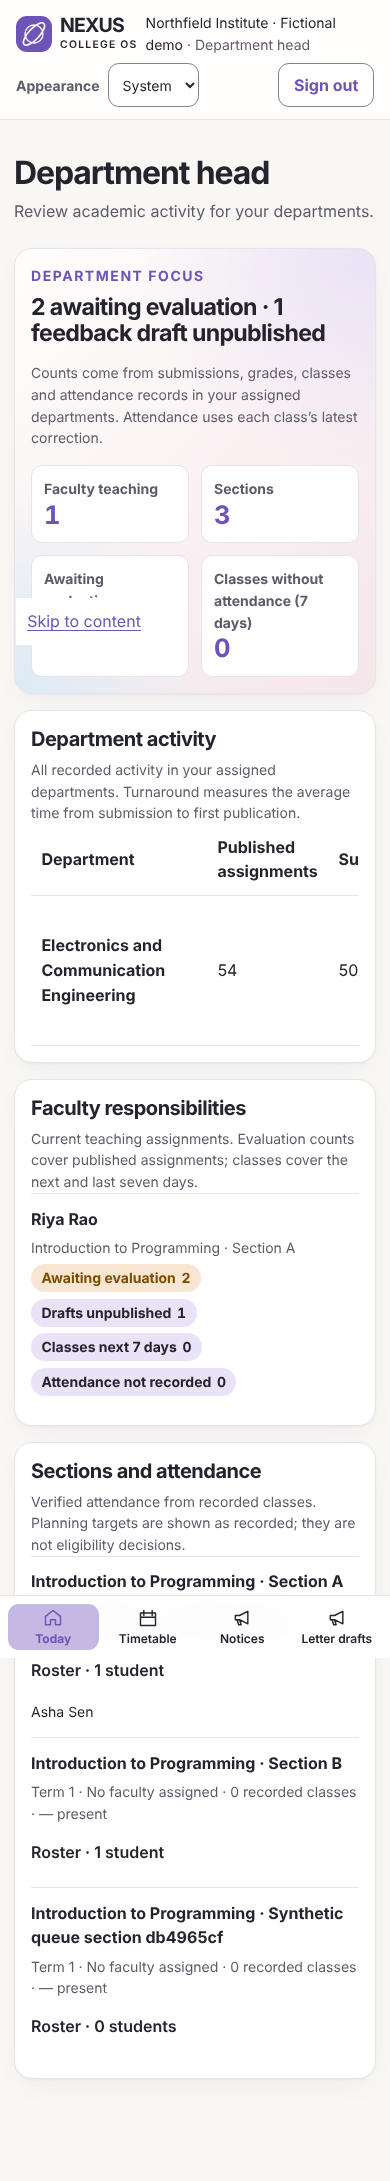 NEXUS
COLLEGE OS
Northfield Institute · Fictional
demo · Department head
Appearance
System
Sign out
Department head
Review academic activity for your departments.
DEPARTMENT FOCUS
2 awaiting evaluation · 1
feedback draft unpublished
Counts come from submissions, grades, classes
and attendance records in your assigned
departments. Attendance uses each class’s latest
correction.
Faculty teaching
1
Sections
3
Awaiting
Classes without
attendance (7
days)
0
Skip to content
Department activity
All recorded activity in your assigned
departments. Turnaround measures the average
time from submission to first publication.
Department
Published
assignments
Su
Electronics and
Communication
Engineering
54
50
Faculty responsibilities
Current teaching assignments. Evaluation counts
cover published assignments; classes cover the
next and last seven days.
Riya Rao
Introduction to Programming · Section A
Awaiting evaluation 2
Drafts unpublished 1
Classes next 7 days 0
Attendance not recorded 0
Sections and attendance
Verified attendance from recorded classes.
Planning targets are shown as recorded; they are
not eligibility decisions.
Introduction to Programming · Section A
Today
Timetable
Notices
Letter drafts
Roster · 1 student
Asha Sen
Introduction to Programming · Section B
Term 1 · No faculty assigned · 0 recorded classes
· — present
Roster · 1 student
Introduction to Programming · Synthetic
queue section db4965cf
Term 1 · No faculty assigned · 0 recorded classes
· — present
Roster · 0 students